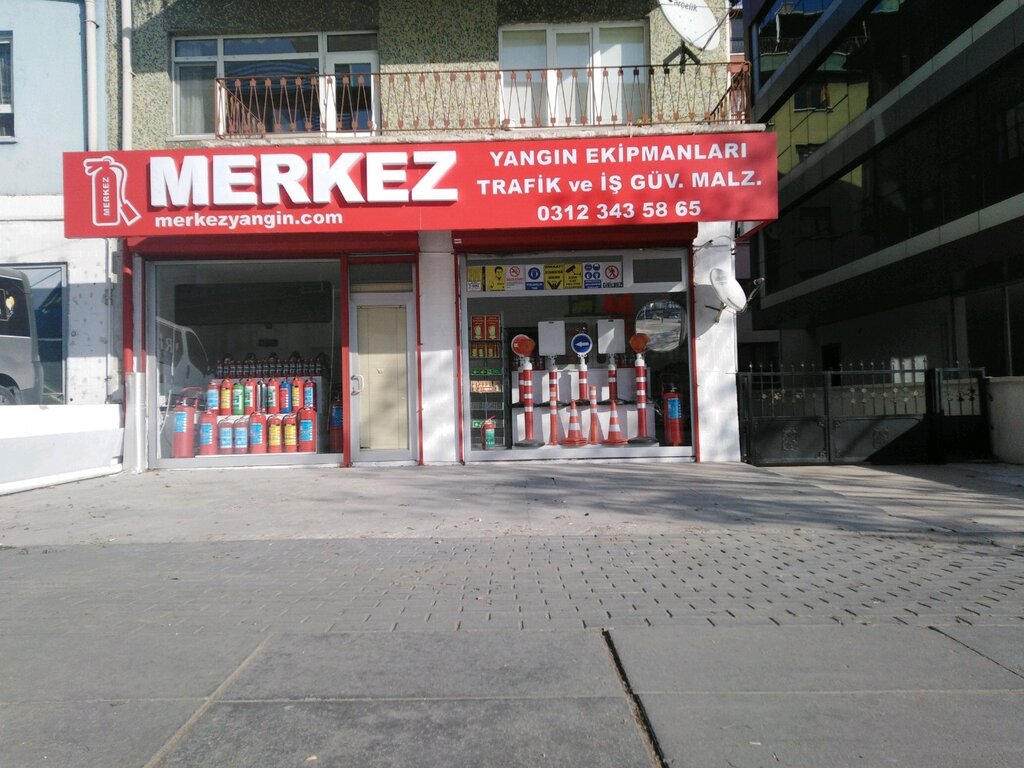 MERKEZ
MERKEZ
merkezyangin.com
YANGIN EKİPMANLARI
TRAFİK ve İŞ GÜV. MALZ.
0312 343 58 65